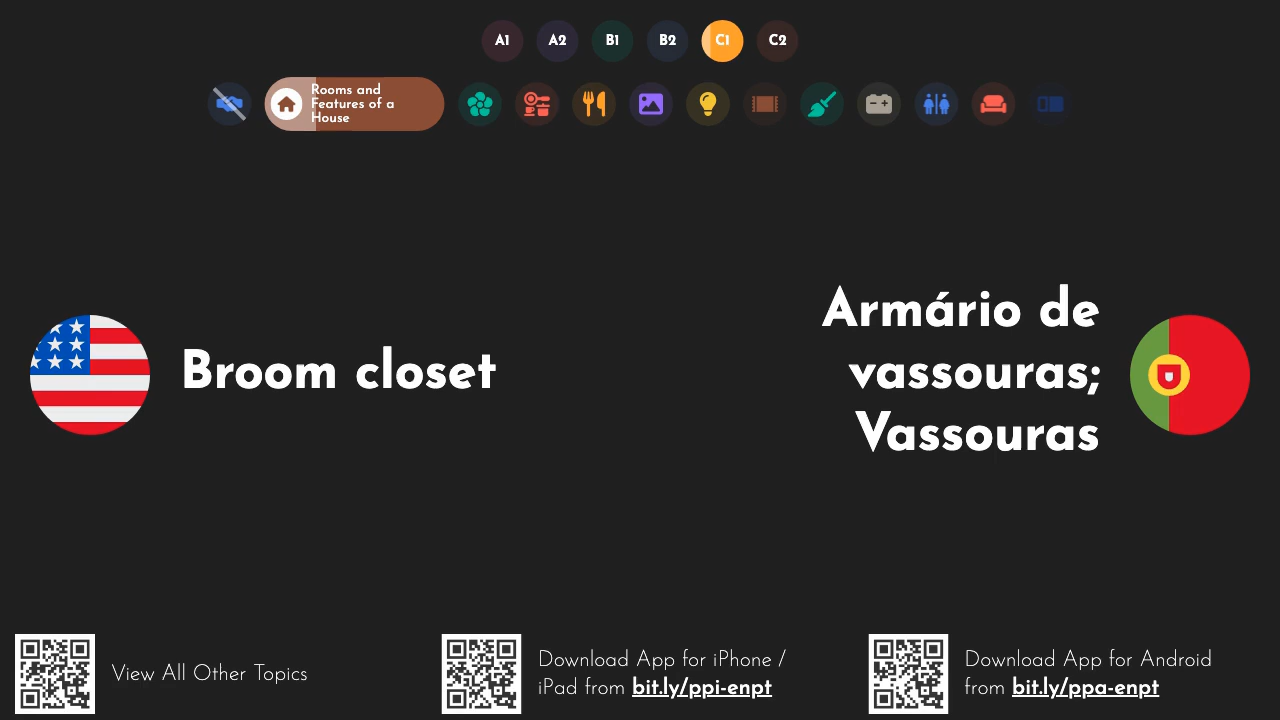 A1 A2 B1 B2 C1 C2
Rooms and
Features of a
House
Broom closet
Armário de
vassouras;
Vassouras
View All Other Topics
Download App for iPhone /
iPad from bit.ly/ppi-enpt
Download App for Android
from bit.ly/ppa-enpt